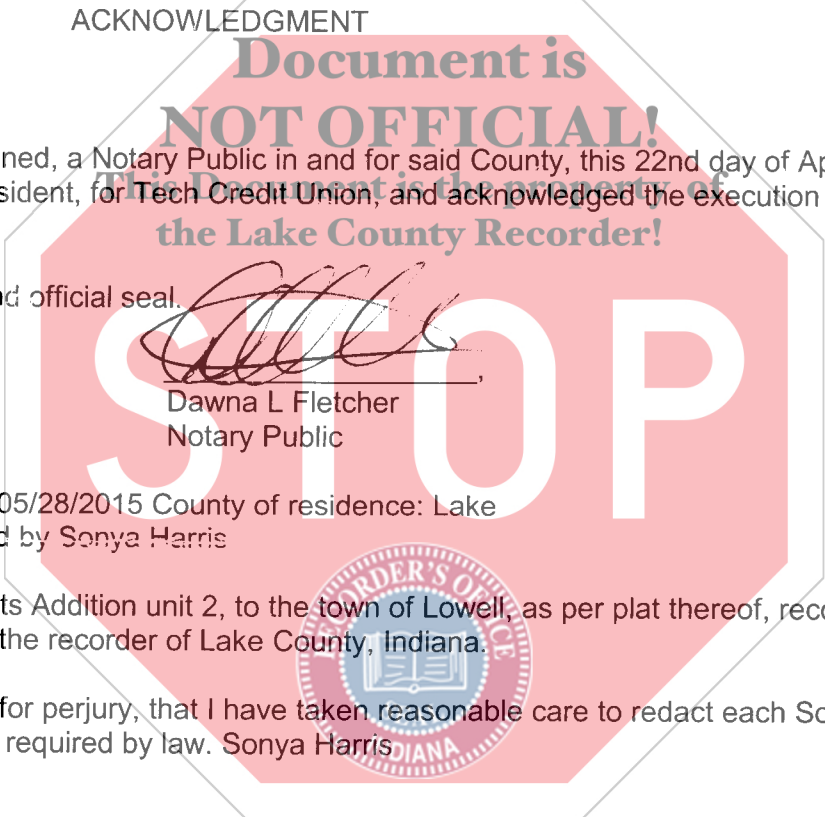 ACKNOWLEDGMENT
Document is
NOT OFFICIAL!
ned, a Notary Public in and for said County, this 22nd day of Ap
sident, for Tech Credit Union, and acknowledged the execution
This Document is the property of
the Lake County Recorder!
d official seal.
STOP
Dawna L Fletcher
Notary Public
05/28/2015 County of residence: Lake
d by Sonya Harris
RECORDER'S OFFICE
ts Addition unit 2, to the town of Lowell, as per plat thereof, reco
the recorder of Lake County, Indiana.
for perjury, that I have taken reasonable care to redact each So
required by law. Sonya Harris
INDIANA